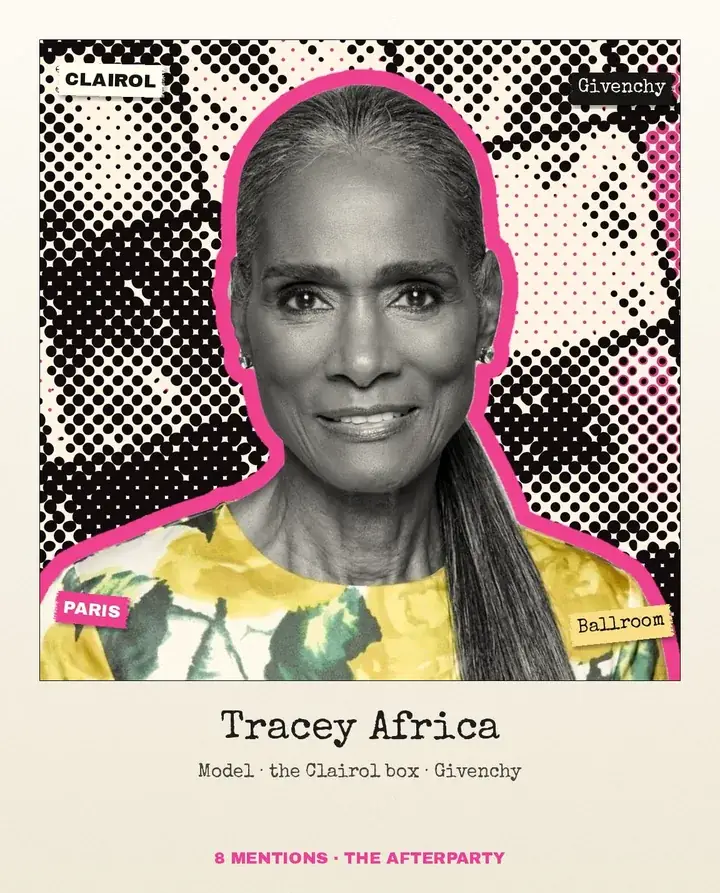 CLAIROL
Givenchy
PARIS
Ballroom
Tracey Africa
Model · the Clairol box · Givenchy
8 MENTIONS · THE AFTERPARTY